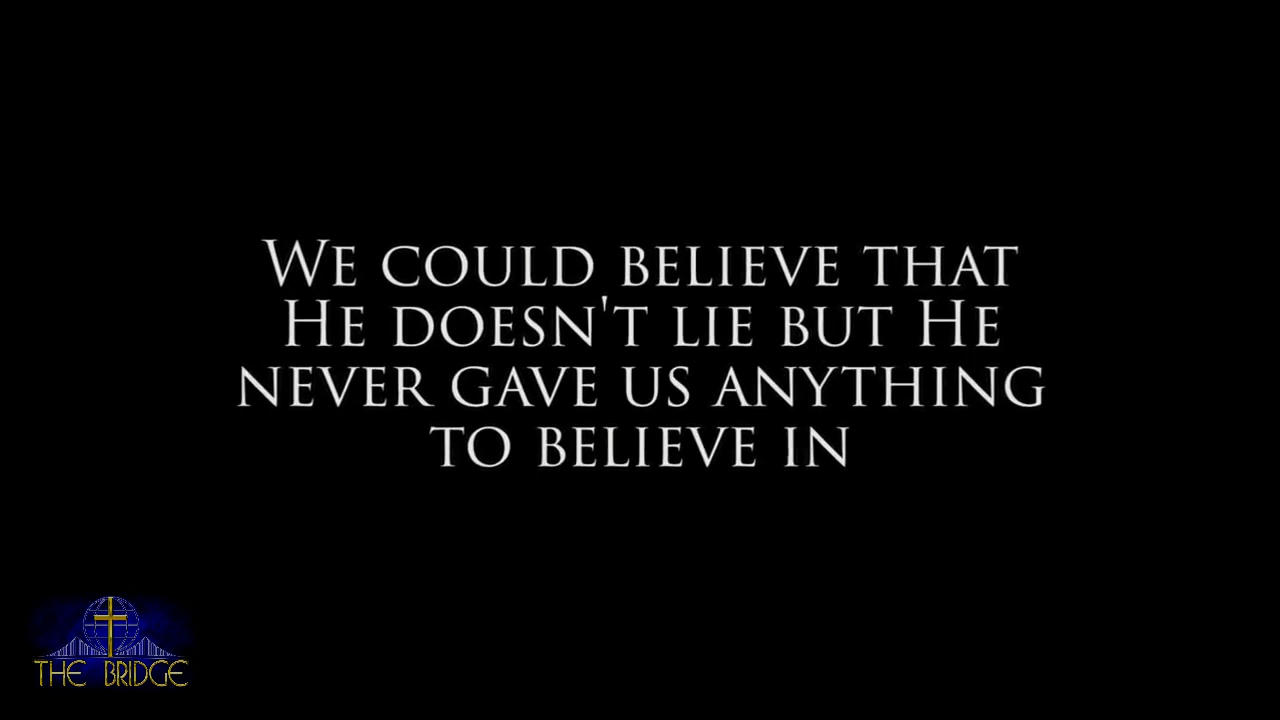 We could believe that
He doesn't lie but He
never gave us anything
to believe in
THE BRIDGE